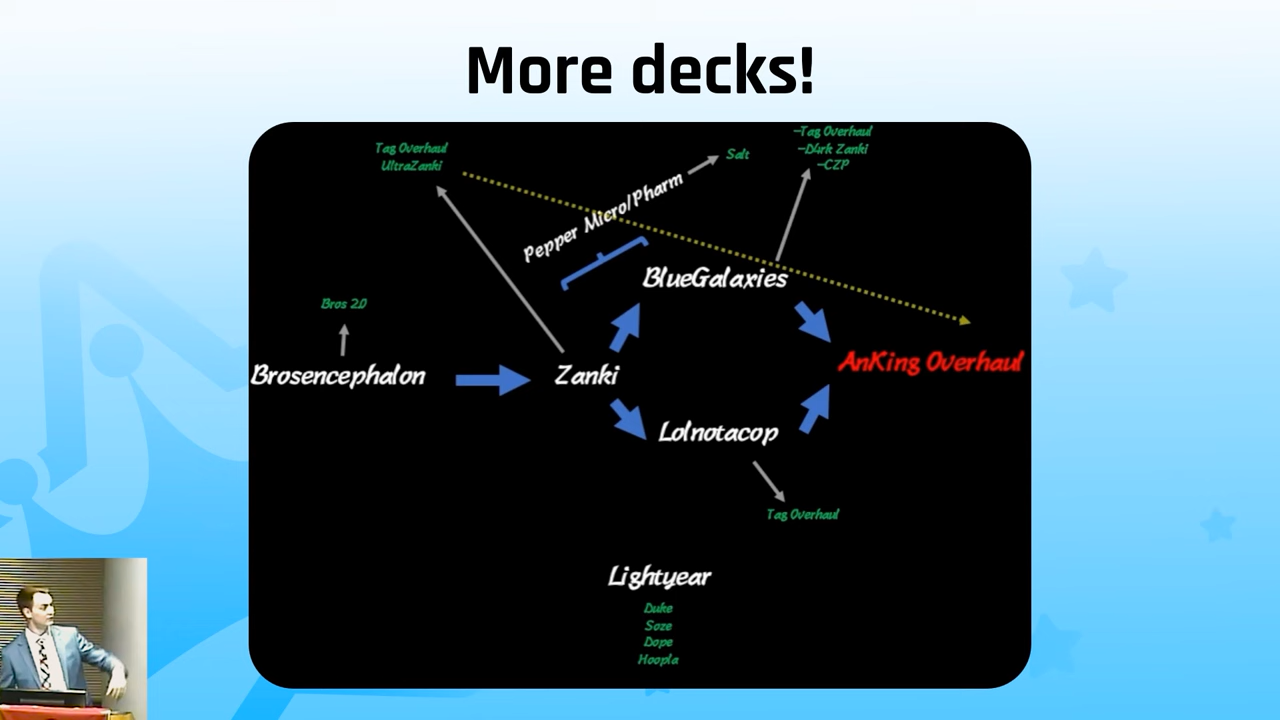 More decks!
Tag Overhaul
UltraZanki
Pepper Micro/Pharm
Salt
-Tag Overhaul
-D4rk Zanki
-CZP
BlueGalaxies
Bros 2.0
Brosencephalon
Zanki
AnKing Overhaul
Lolnotacop
Tag Overhaul
Lightyear
Duke
Soze
Dope
Hoopla